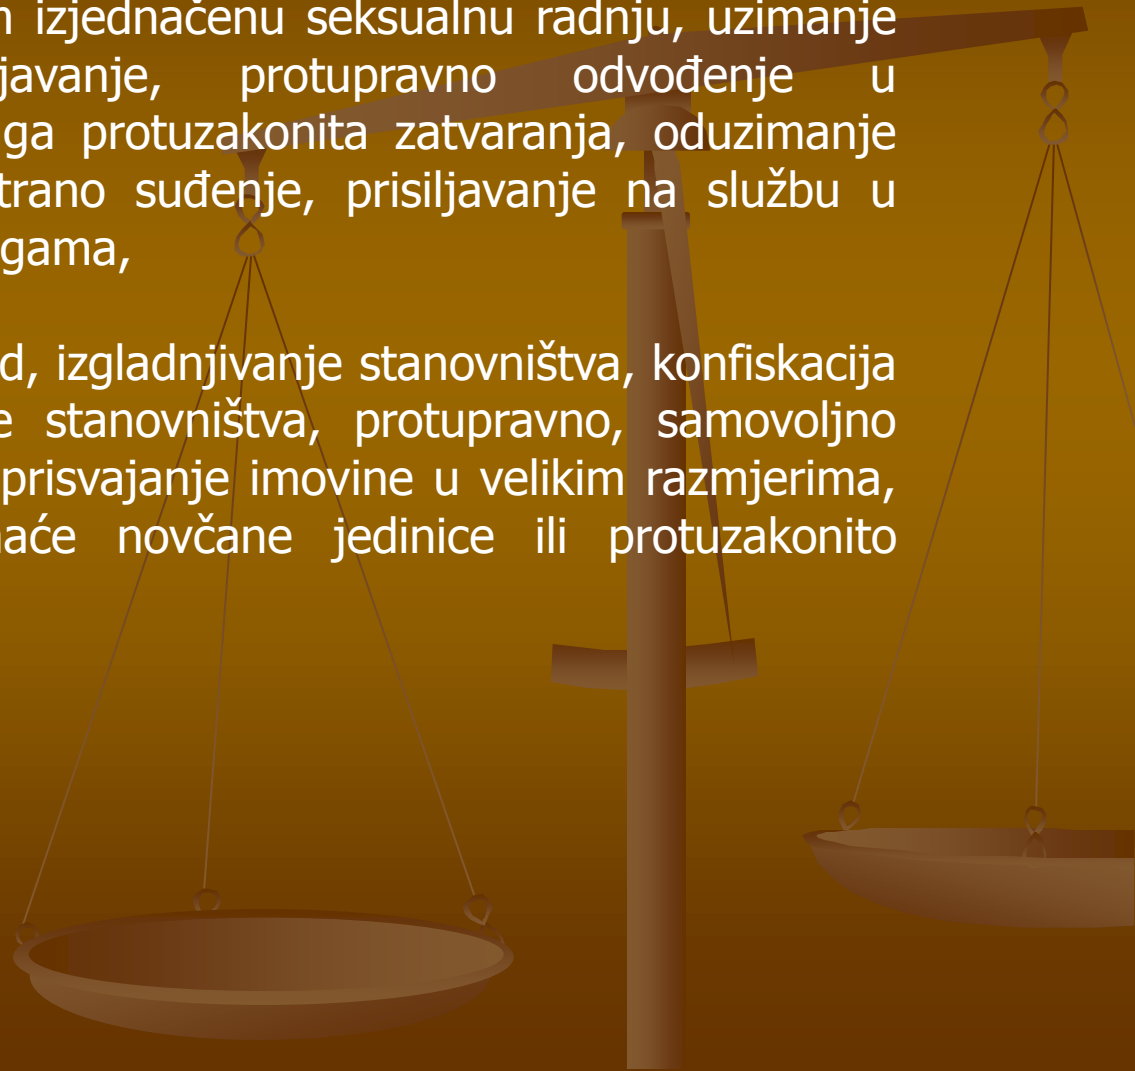 izjednačenu seksualnu radnju, uzimanje
javanje, protupravno odvođenje u
ga protuzakonita zatvaranja, oduzimanje
trano suđenje, prisiljavanje na službu u
gama,
d, izgladnjivanje stanovništva, konfiskacija
e stanovništva, protupravno, samovoljno
prisvajanje imovine u velikim razmjerima,
aće novčane jedinice ili protuzakonito